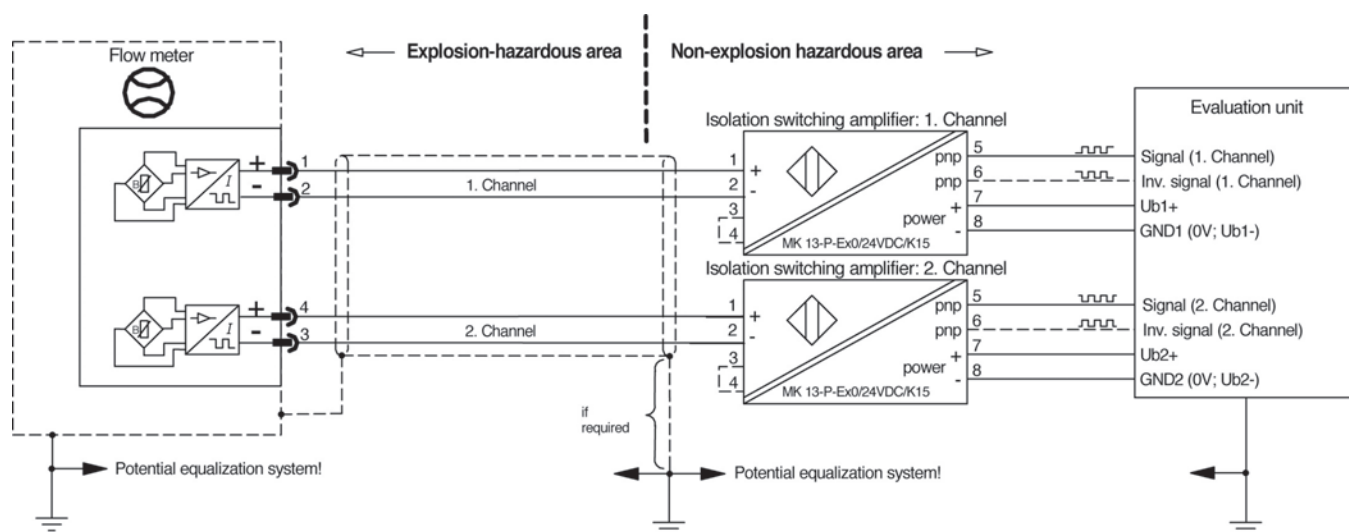 Flow meter
Explosion-hazardous area
Non-explosion hazardous area
Evaluation unit
Isolation switching amplifier: 1. Channel
+ 1
- 2
B
I
1. Channel
1 +
2 -
3
4
pnp 5
pnp 6
power + 7
- 8
MK 13-P-Ex0/24VDC/K15
Signal (1. Channel)
Inv. signal (1. Channel)
Ub1+
GND1 (0V; Ub1-)
Isolation switching amplifier: 2. Channel
+ 4
- 3
B
I
2. Channel
1 +
2 -
3
4
pnp 5
pnp 6
power + 7
- 8
MK 13-P-Ex0/24VDC/K15
Signal (2. Channel)
Inv. signal (2. Channel)
Ub2+
GND2 (0V; Ub2-)
if
required
Potential equalization system!
Potential equalization system!